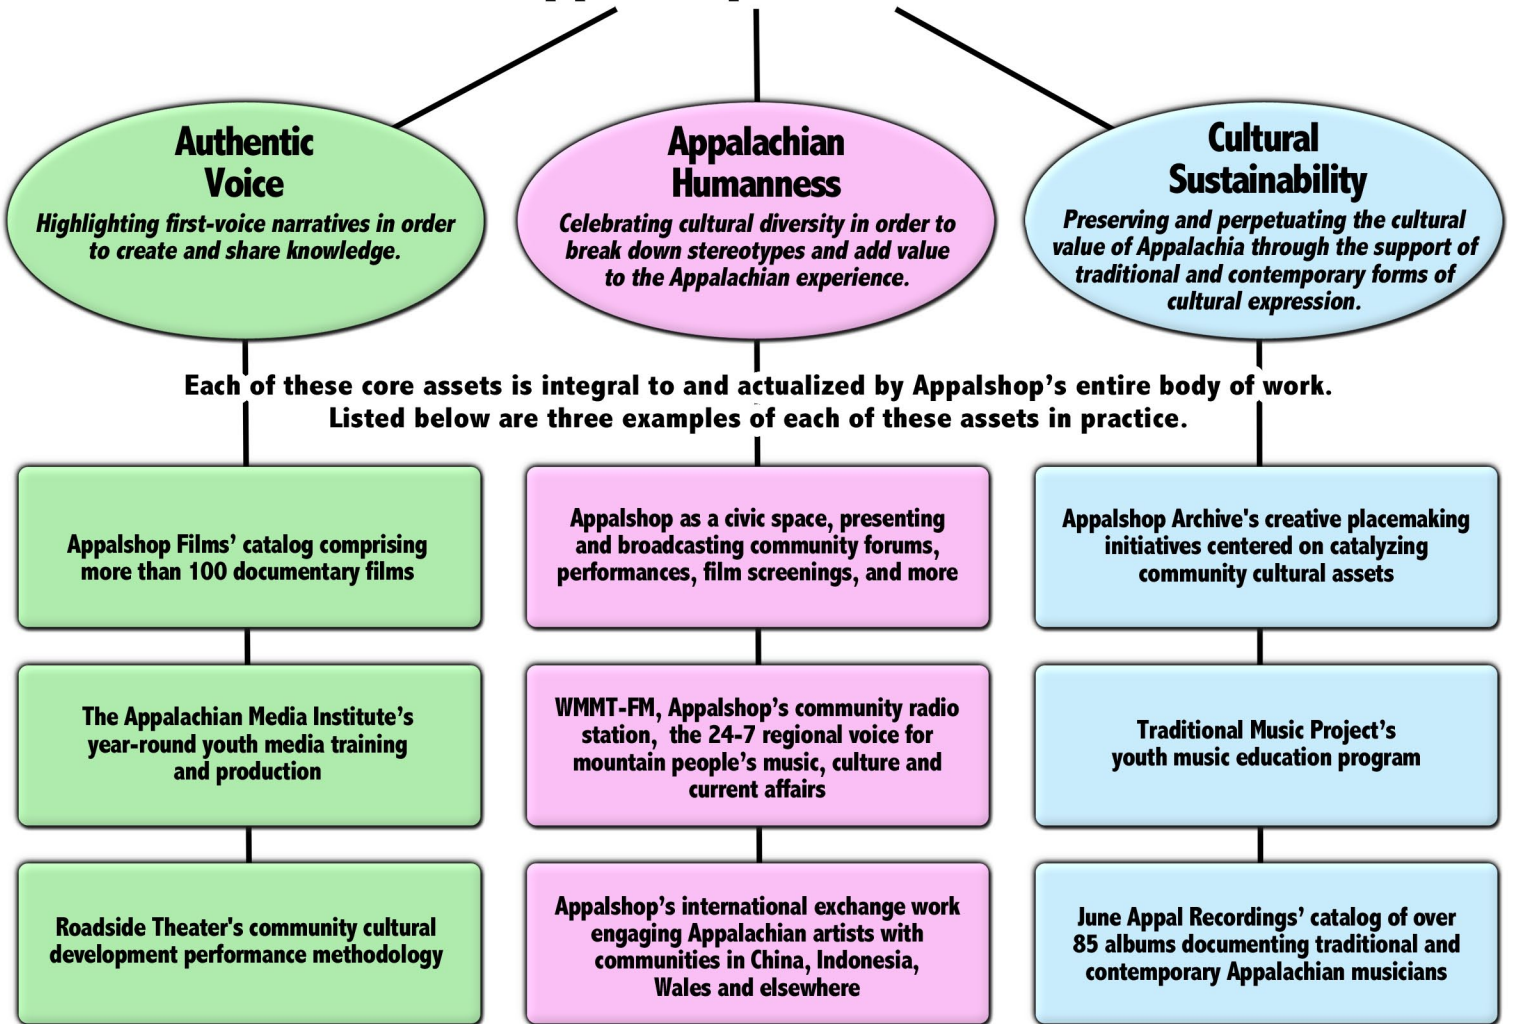 Authentic
Voice
Highlighting first-voice narratives in order
to create and share knowledge.
Appalachian
Humanness
Celebrating cultural diversity in order to
break down stereotypes and add value
to the Appalachian experience.
Cultural
Sustainability
Preserving and perpetuating the cultural
value of Appalachia through the support of
traditional and contemporary forms of
cultural expression.
Each of these core assets is integral to and actualized by Appalshop’s entire body of work.
Listed below are three examples of each of these assets in practice.
Appalshop Films’ catalog comprising
more than 100 documentary films
Appalshop as a civic space, presenting
and broadcasting community forums,
performances, film screenings, and more
Appalshop Archive's creative placemaking
initiatives centered on catalyzing
community cultural assets
The Appalachian Media Institute’s
year-round youth media training
and production
WMMT-FM, Appalshop’s community radio
station,  the 24-7 regional voice for
mountain people’s music, culture and
current affairs
Traditional Music Project’s
youth music education program
Roadside Theater's community cultural
development performance methodology
Appalshop’s international exchange work
engaging Appalachian artists with
communities in China, Indonesia,
Wales and elsewhere
June Appal Recordings’ catalog of over
85 albums documenting traditional and
contemporary Appalachian musicians